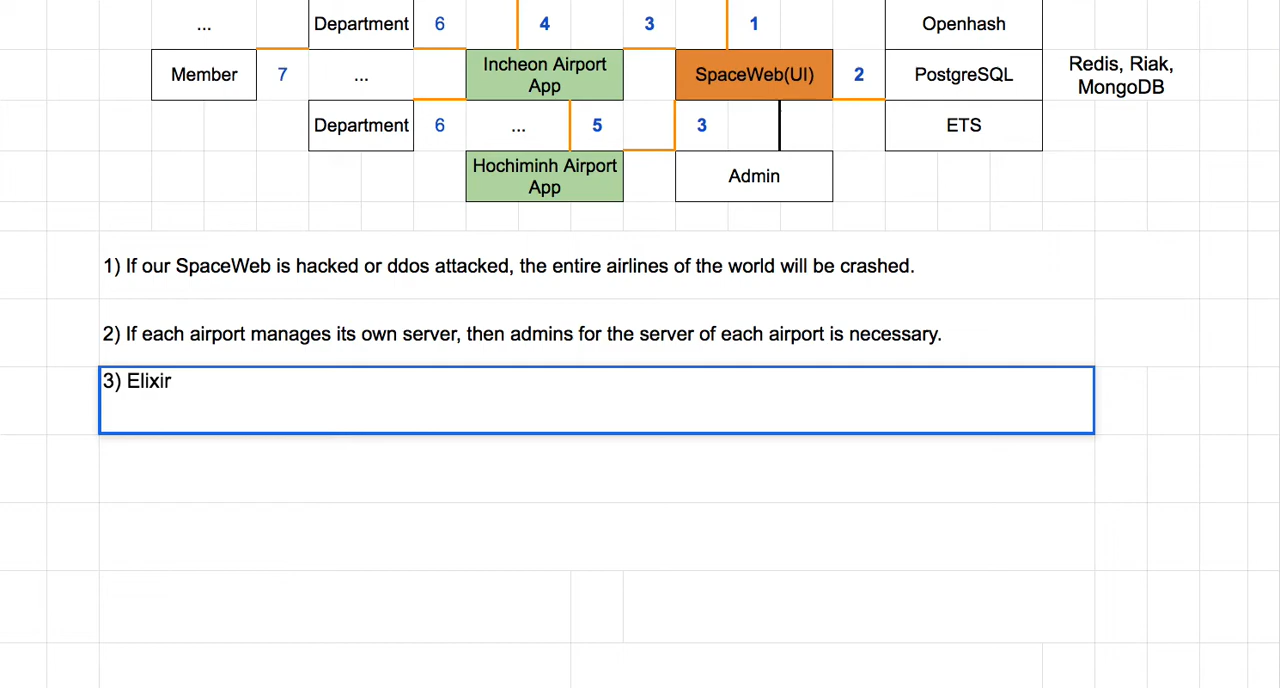 ... Department 6 4 3 1 Openhash
Member 7 ... Incheon Airport App SpaceWeb(UI) 2 PostgreSQL Redis, Riak, MongoDB
Department 6 ... 5 3 ETS
Hochiminh Airport App Admin
1) If our SpaceWeb is hacked or ddos attacked, the entire airlines of the world will be crashed.
2) If each airport manages its own server, then admins for the server of each airport is necessary.
3) Elixir